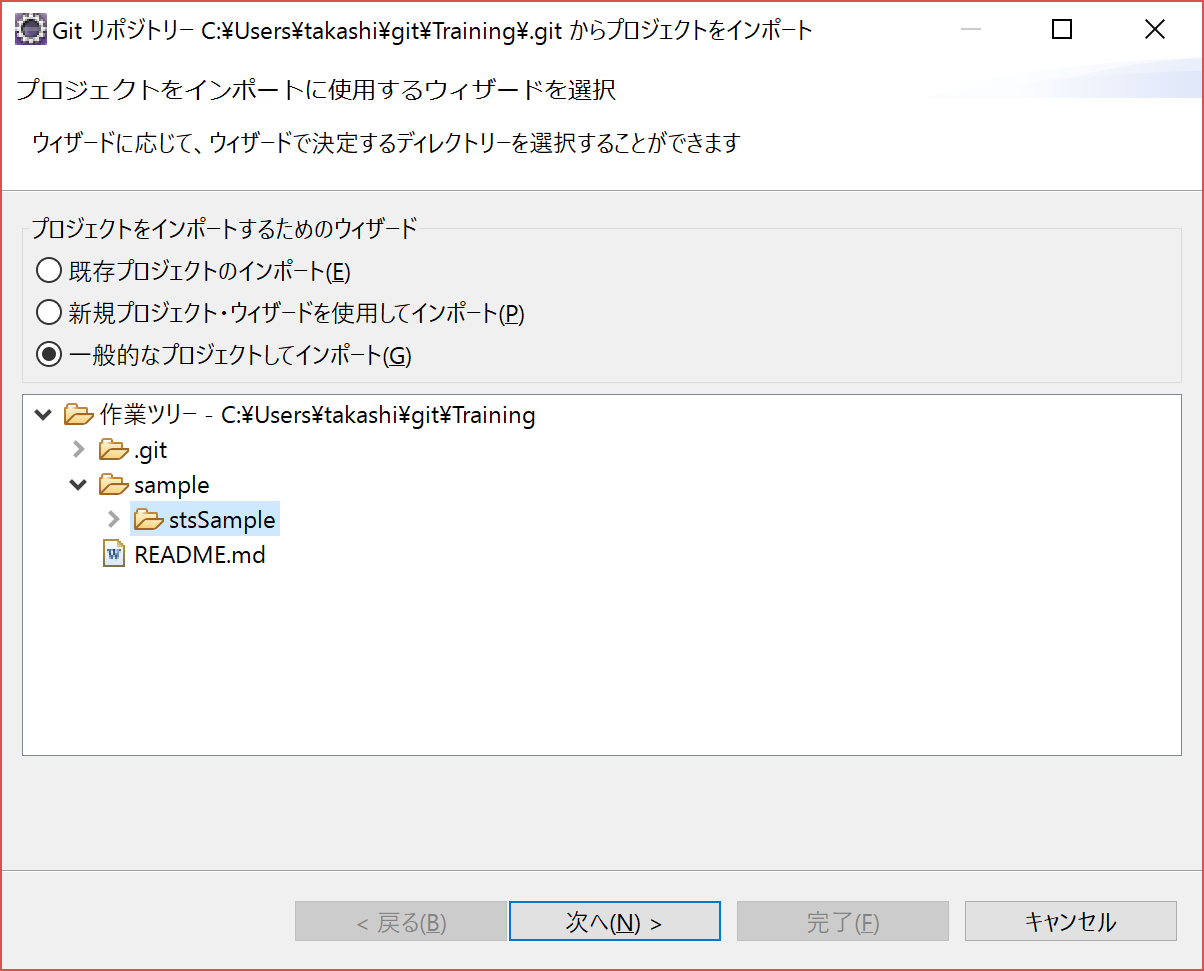 Git リポジトリー C:¥Users¥takashi¥git¥Training¥.git からプロジェクトをインポート
プロジェクトをインポートに使用するウィザードを選択
ウィザードに応じて、ウィザードで決定するディレクトリーを選択することができます
プロジェクトをインポートするためのウィザード
既存プロジェクトのインポート(E)
新規プロジェクト・ウィザードを使用してインポート(P)
一般的なプロジェクトしてインポート(G)
作業ツリー - C:¥Users¥takashi¥git¥Training
.git
sample
stsSample
README.md
< 戻る(B) 次へ(N) > 完了(F) キャンセル